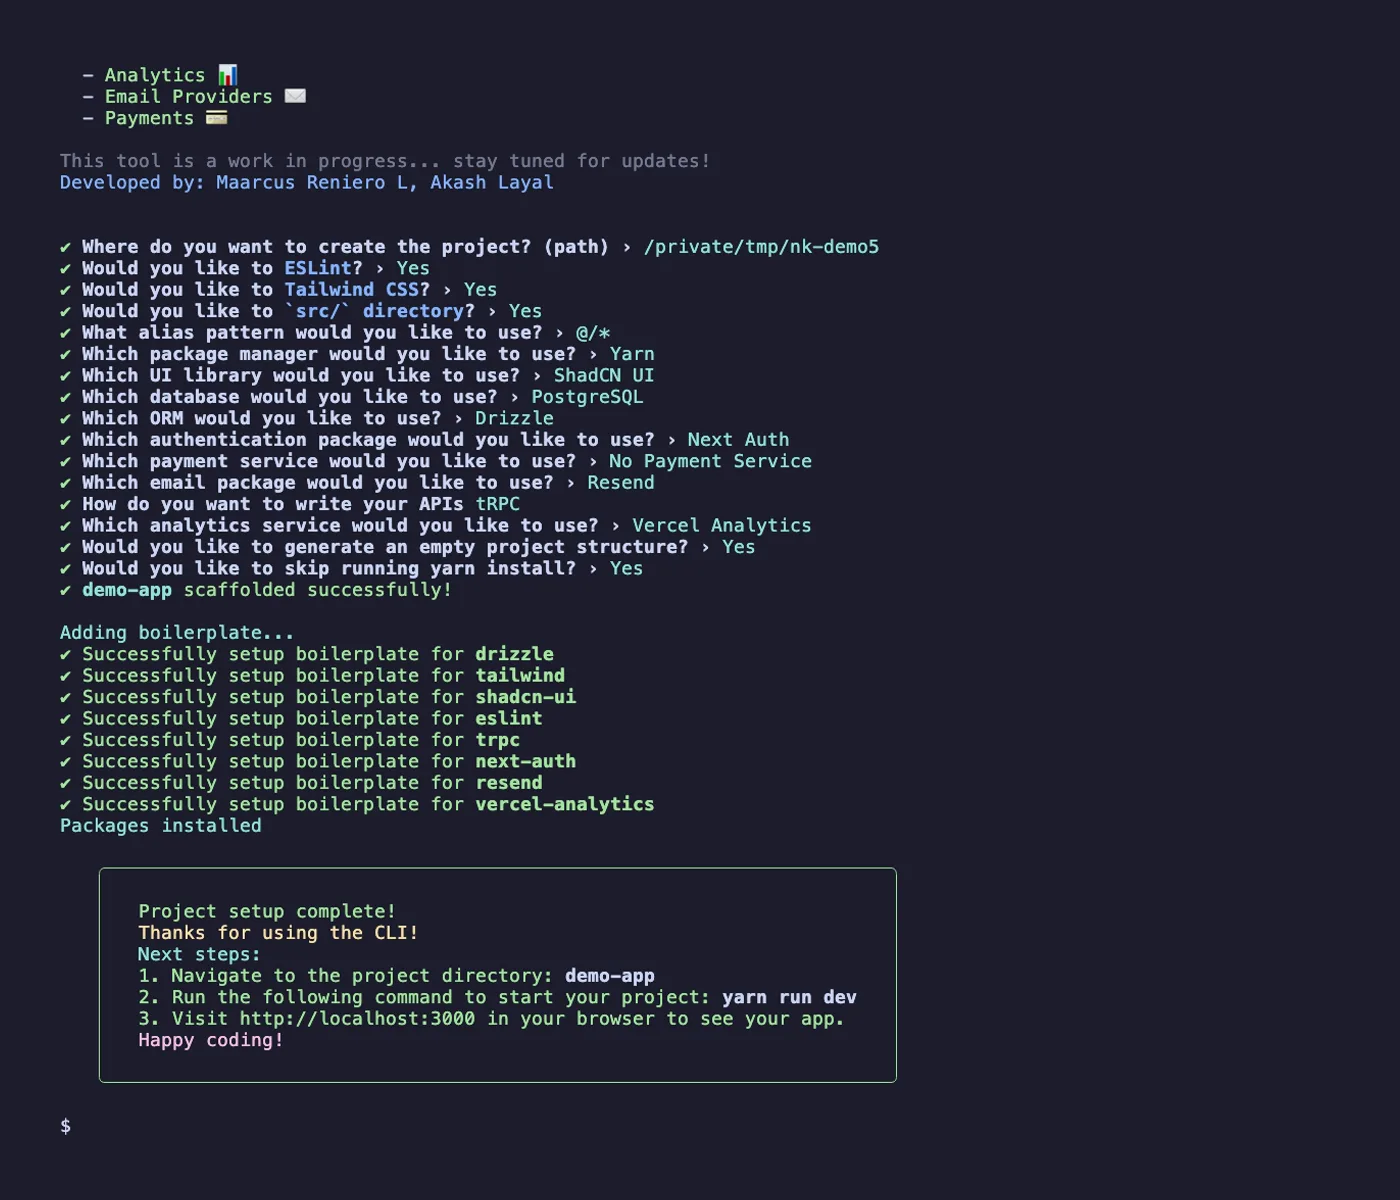 – Analytics 📊
– Email Providers ✉️
– Payments 💳
This tool is a work in progress... stay tuned for updates!
Developed by: Maarcus Reniero L, Akash Layal
✔ Where do you want to create the project? (path) › /private/tmp/nk-demo5
✔ Would you like to ESLint? › Yes
✔ Would you like to Tailwind CSS? › Yes
✔ Would you like to `src/` directory? › Yes
✔ What alias pattern would you like to use? › @/*
✔ Which package manager would you like to use? › Yarn
✔ Which UI library would you like to use? › ShadCN UI
✔ Which database would you like to use? › PostgreSQL
✔ Which ORM would you like to use? › Drizzle
✔ Which authentication package would you like to use? › Next Auth
✔ Which payment service would you like to use? › No Payment Service
✔ Which email package would you like to use? › Resend
✔ How do you want to write your APIs tRPC
✔ Which analytics service would you like to use? › Vercel Analytics
✔ Would you like to generate an empty project structure? › Yes
✔ Would you like to skip running yarn install? › Yes
✔ demo-app scaffolded successfully!
Adding boilerplate...
✔ Successfully setup boilerplate for drizzle
✔ Successfully setup boilerplate for tailwind
✔ Successfully setup boilerplate for shadcn-ui
✔ Successfully setup boilerplate for eslint
✔ Successfully setup boilerplate for trpc
✔ Successfully setup boilerplate for next-auth
✔ Successfully setup boilerplate for resend
✔ Successfully setup boilerplate for vercel-analytics
Packages installed
Project setup complete!
Thanks for using the CLI!
Next steps:
1. Navigate to the project directory: demo-app
2. Run the following command to start your project: yarn run dev
3. Visit http://localhost:3000 in your browser to see your app.
Happy coding!
$